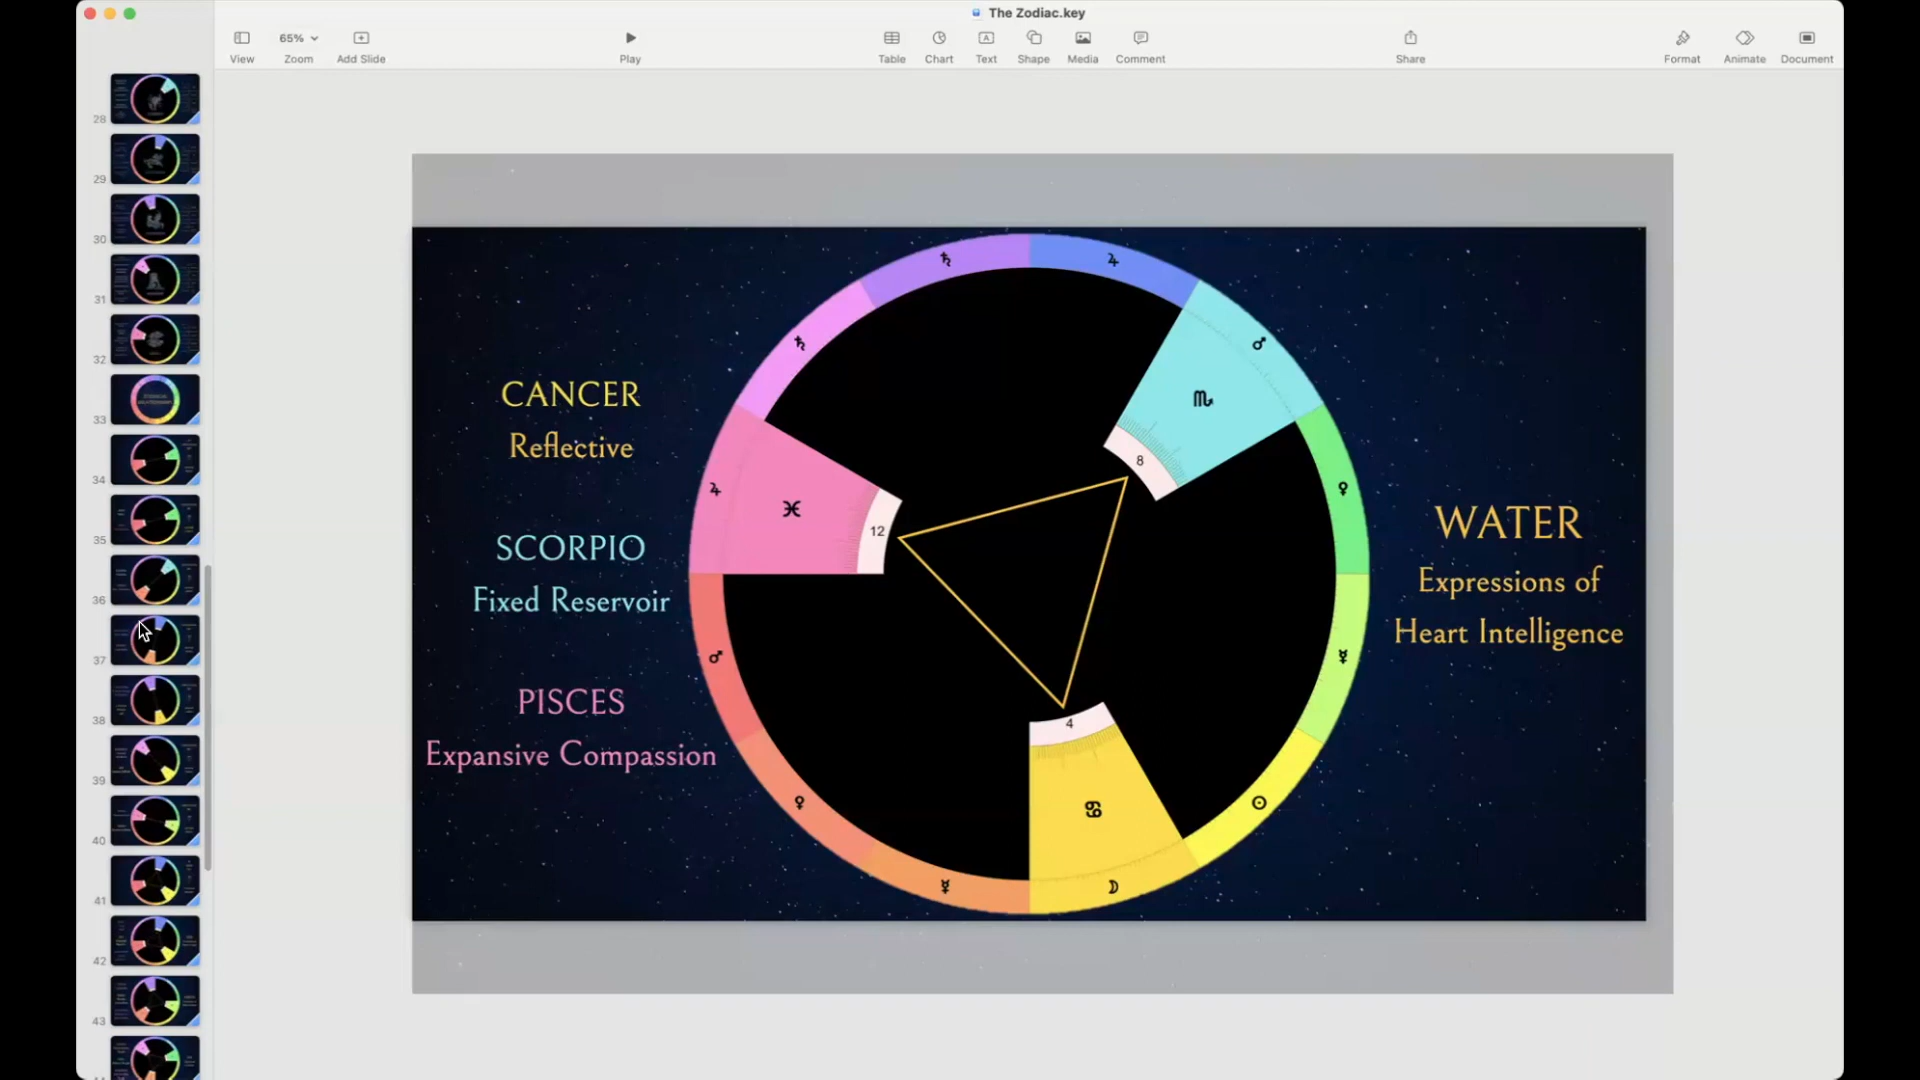 The Zodiac.key
65%
View
Zoom
Add Slide
Play
Table
Chart
Text
Shape
Media
Comment
Share
Format
Animate
Document
28
29
30
31
32
33
34
35
36
37
38
39
40
41
42
43
CANCER
Reflective
SCORPIO
Fixed Reservoir
PISCES
Expansive Compassion
♄
♃
♄
♂
♏
8
♃
♓
12
♀
♂
☿
4
♀
♋
☉
☿
☽
WATER
Expressions of
Heart Intelligence